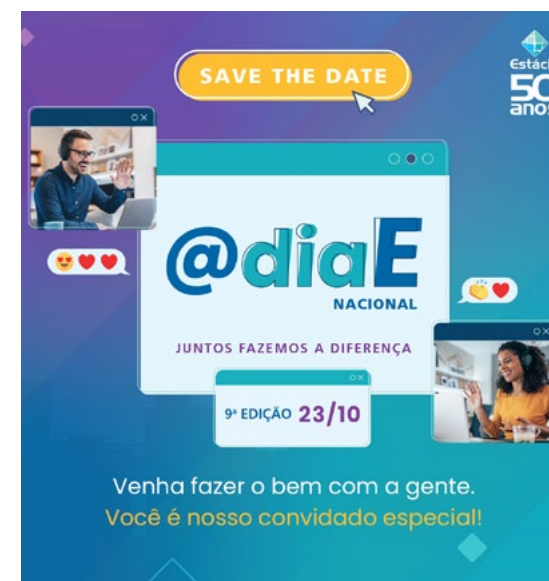 SAVE THE DATE
50
anos
@diaE
NACIONAL
JUNTOS FAZEMOS A DIFERENÇA
9ª EDIÇÃO 23/10
Venha fazer o bem com a gente.
Você é nosso convidado especial!